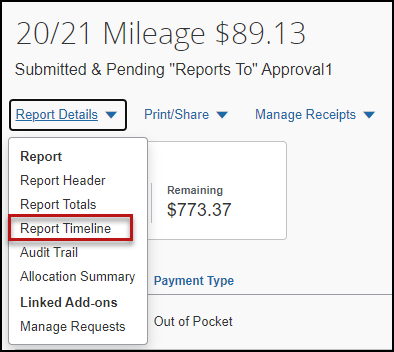 20/21 Mileage $89.13
Submitted & Pending "Reports To" Approval1
Report Details
Print/Share
Manage Receipts
Report
Report Header
Report Totals
Report Timeline
Audit Trail
Allocation Summary
Linked Add-ons
Manage Requests
Remaining
$773.37
Payment Type
Out of Pocket